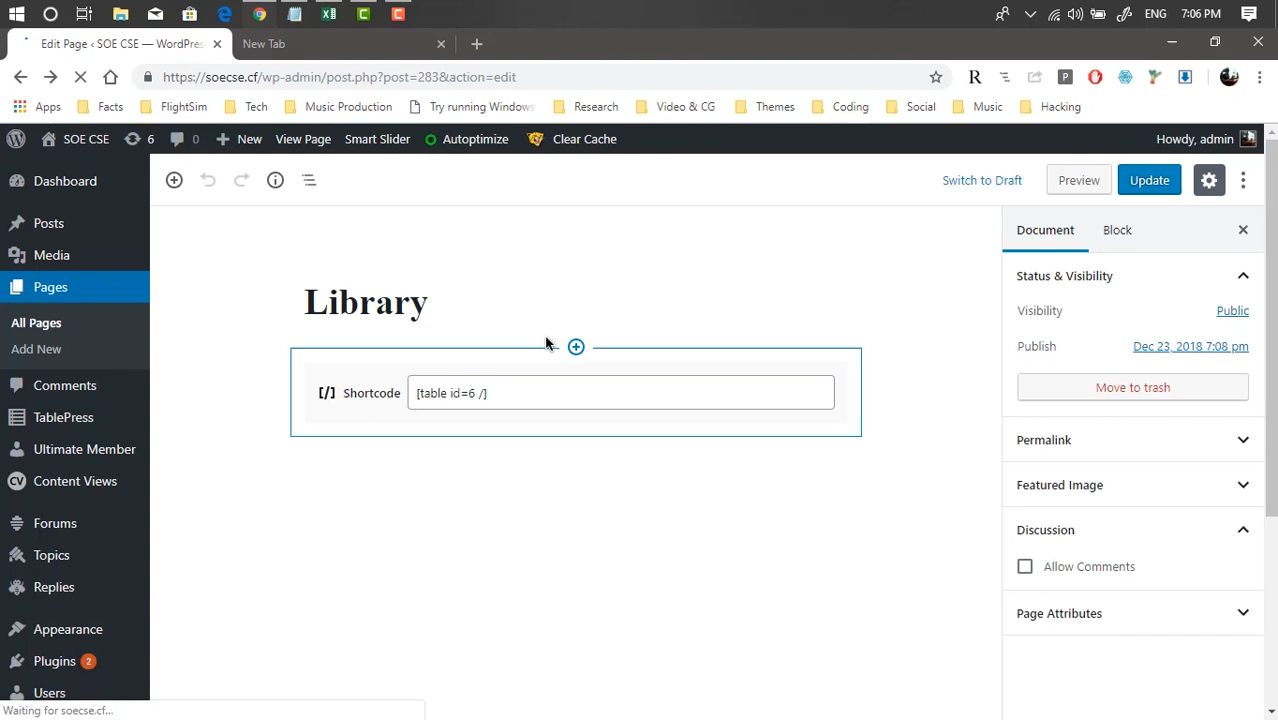 ENG 7:06 PM
Edit Page ‹ SOE CSE — WordPres
New Tab
https://soecse.cf/wp-admin/post.php?post=283&action=edit
Apps Facts FlightSim Tech Music Production Try running Windows Research Video & CG Themes Coding Social Music Hacking
SOE CSE 6 0 New View Page Smart Slider Autoptimize Clear Cache Howdy, admin
Dashboard
Posts
Media
Pages
All Pages
Add New
Comments
TablePress
Ultimate Member
Content Views
Forums
Topics
Replies
Appearance
Plugins 2
Users
Switch to Draft Preview Update
Library
[/] Shortcode [table id=6 /]
Document Block
Status & Visibility
Visibility Public
Publish Dec 23, 2018 7:08 pm
Move to trash
Permalink
Featured Image
Discussion
Allow Comments
Page Attributes
Waiting for soecse.cf...